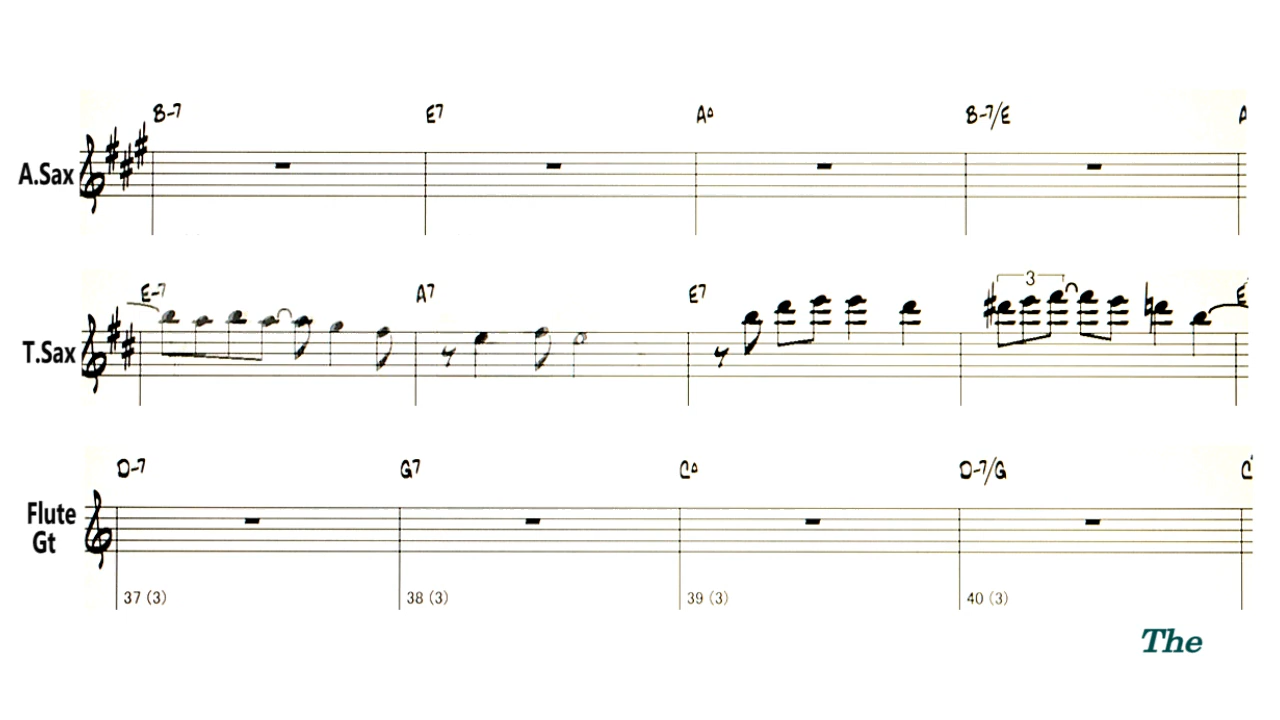 B-7 E7 A△ B-7/E A
A.Sax
3
E-7 A7 E7 E
T.Sax
D-7 G7 C△ D-7/G C
Flute
Gt
37 (3) 38 (3) 39 (3) 40 (3)
The